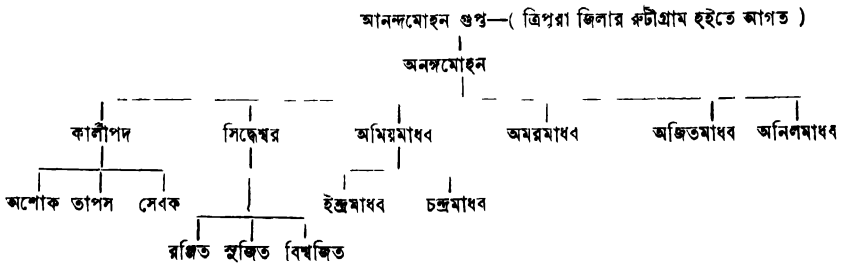 আনন্দমোহন গুপ্ত—( ত্রিপুরা জিলার রুটীগ্রাম হইতে আগত )
অনঙ্গমোহন
কালীপদ সিদ্ধেশ্বর অমিয়মাধব অমরমাধব অজিতমাধব অনিলমাধব
অশোক তাপস সেবক ইন্দ্রমাধব চন্দ্রমাধব
রঞ্জিত সুজিত বিশ্বজিত